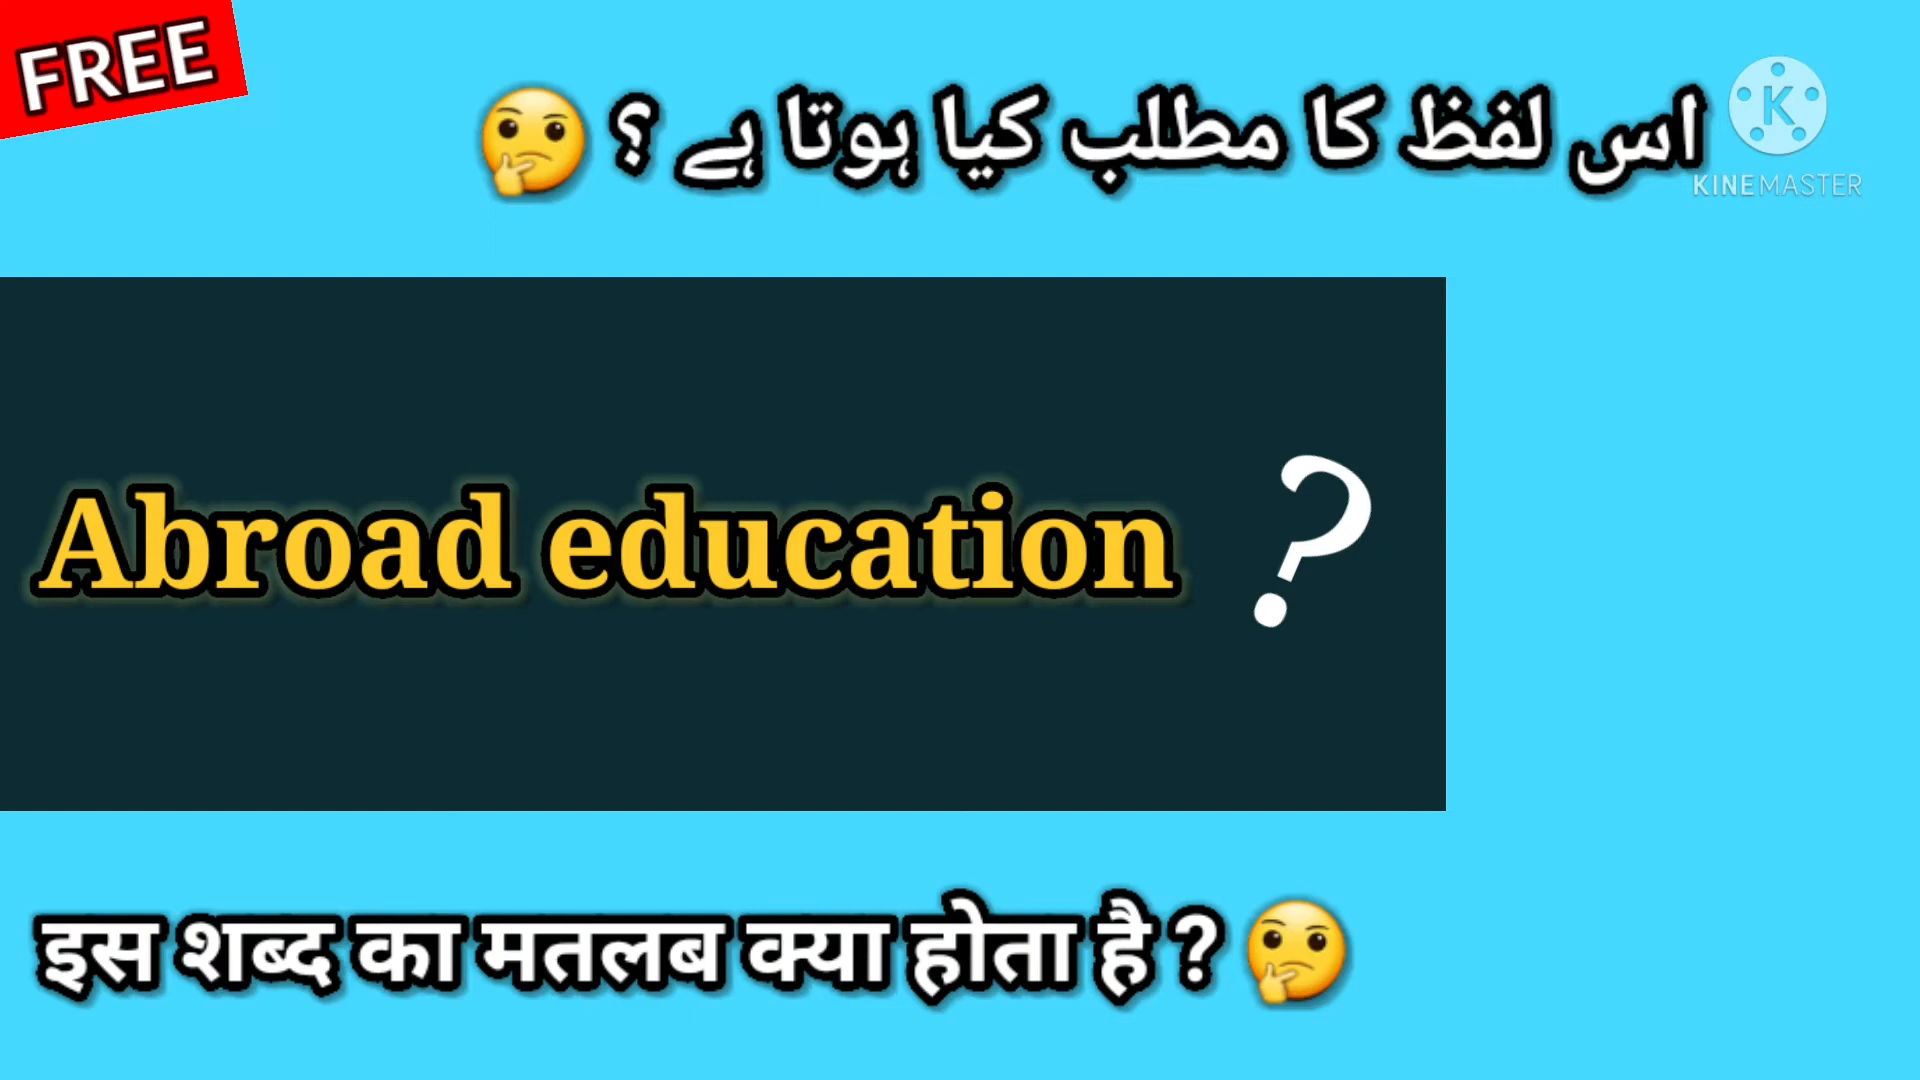 FREE
اس لفظ کا مطلب کیا ہوتا ہے ؟ 🤔
K
KINEMASTER
Abroad education ?
इस शब्द का मतलब क्या होता है ? 🤔